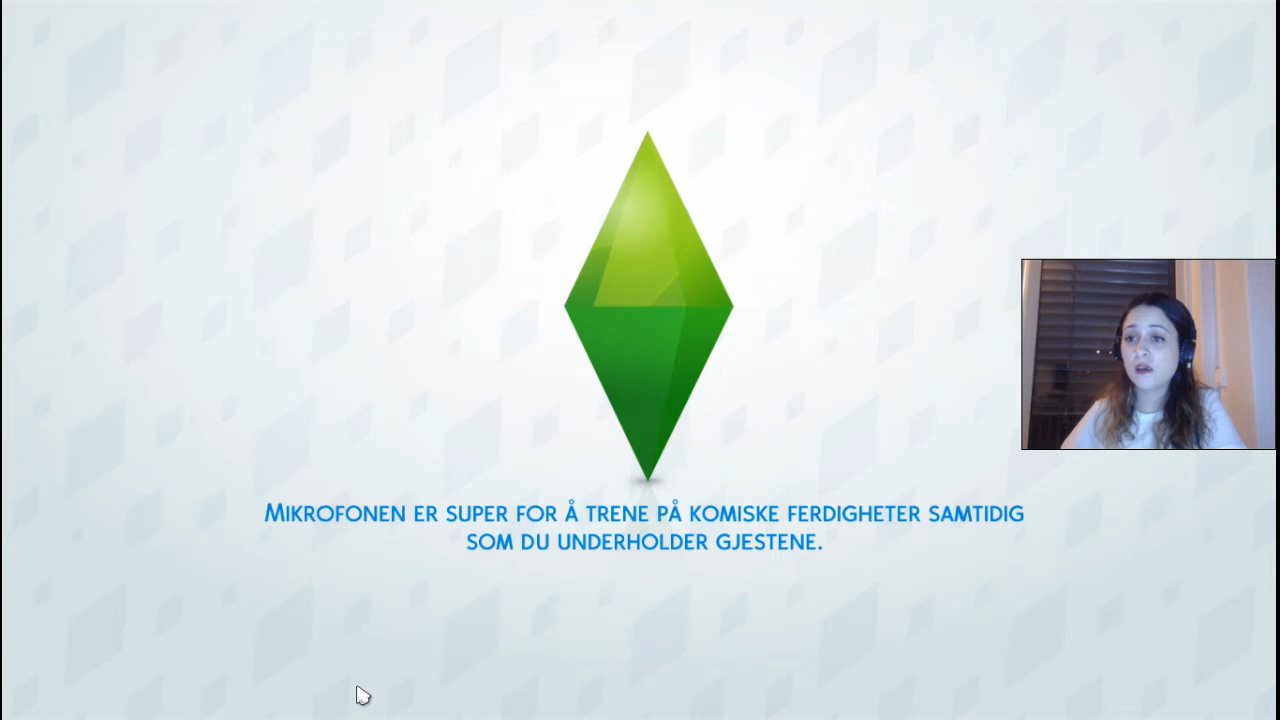 Mikrofonen er super for å trene på komiske ferdigheter samtidig
som du underholder gjestene.